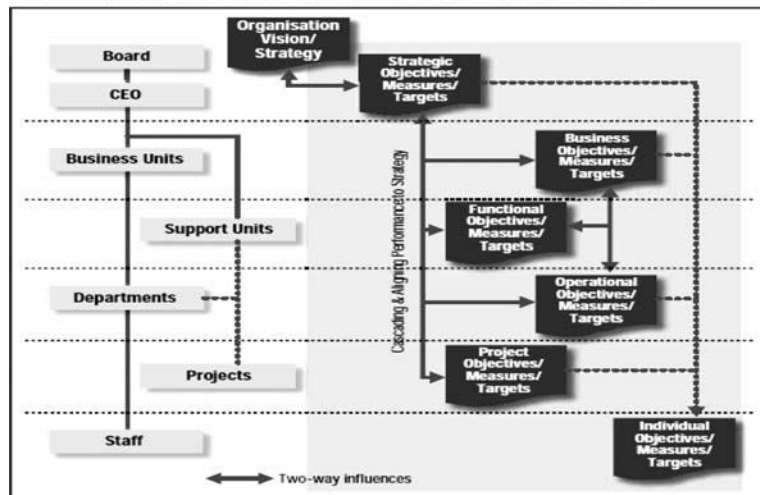 Organisation
Vision/
Strategy
Board
Strategic
Objectives/
Measures/
Targets
CEO
Business Units
Business
Objectives/
Measures/
Targets
Support Units
Functional
Objectives/
Measures/
Targets
Cascading & Aligning Performance to Strategy
Departments
Operational
Objectives/
Measures/
Targets
Projects
Project
Objectives/
Measures/
Targets
Staff
Individual
Objectives/
Measures/
Targets
Two-way influences